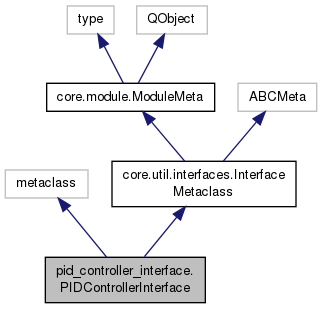 type
QObject
core.module.ModuleMeta
ABCMeta
core.util.interfaces.Interface
Metaclass
metaclass
pid_controller_interface.
PIDControllerInterface